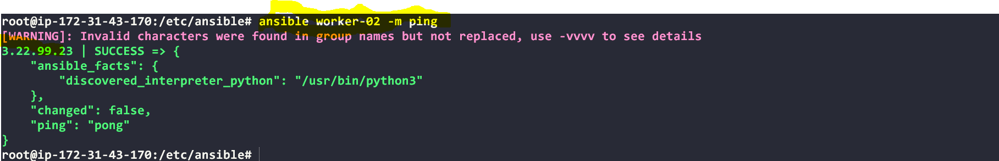 root@ip-172-31-43-170:/etc/ansible# ansible worker-02 -m ping
[WARNING]: Invalid characters were found in group names but not replaced, use -vvvv to see details
3.22.99.23 | SUCCESS => {
    "ansible_facts": {
        "discovered_interpreter_python": "/usr/bin/python3"
    },
    "changed": false,
    "ping": "pong"
}
root@ip-172-31-43-170:/etc/ansible#